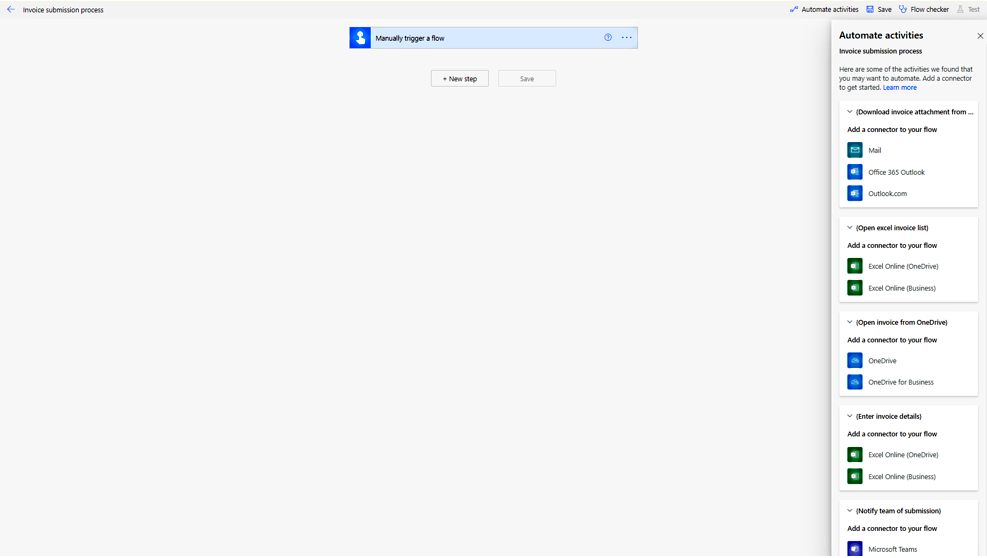 Invoice submission process
Automate activities
Save
Flow checker
Test
Manually trigger a flow
+ New step
Save
Automate activities
Invoice submission process
Here are some of the activities we found that
you may want to automate. Add a connector
to get started. Learn more
(Download invoice attachment from ...
Add a connector to your flow
Mail
Office 365 Outlook
Outlook.com
(Open excel invoice list)
Add a connector to your flow
Excel Online (OneDrive)
Excel Online (Business)
(Open invoice from OneDrive)
Add a connector to your flow
OneDrive
OneDrive for Business
(Enter invoice details)
Add a connector to your flow
Excel Online (OneDrive)
Excel Online (Business)
(Notify team of submission)
Add a connector to your flow
Microsoft Teams